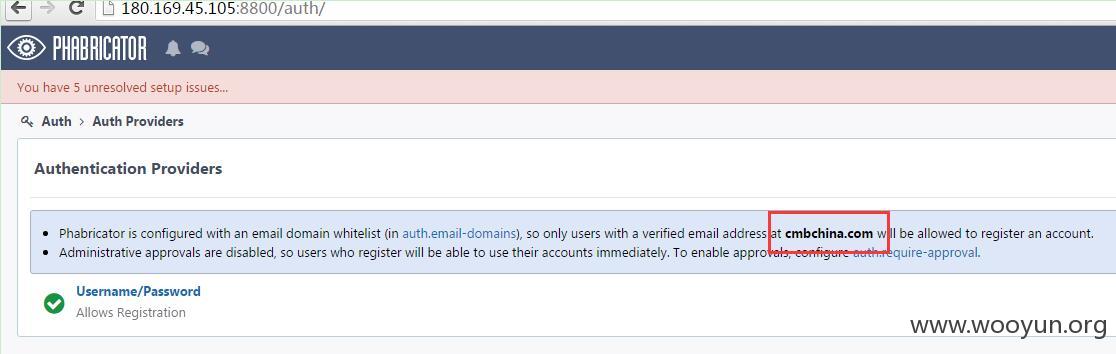 180.169.45.105:8800/auth/
PHABRICATOR
You have 5 unresolved setup issues...
Auth > Auth Providers
Authentication Providers
• Phabricator is configured with an email domain whitelist (in auth.email-domains), so only users with a verified email address at cmbchina.com will be allowed to register an account.
• Administrative approvals are disabled, so users who register will be able to use their accounts immediately. To enable approvals, configure auth.require-approval.
Username/Password
Allows Registration
www.wooyun.org